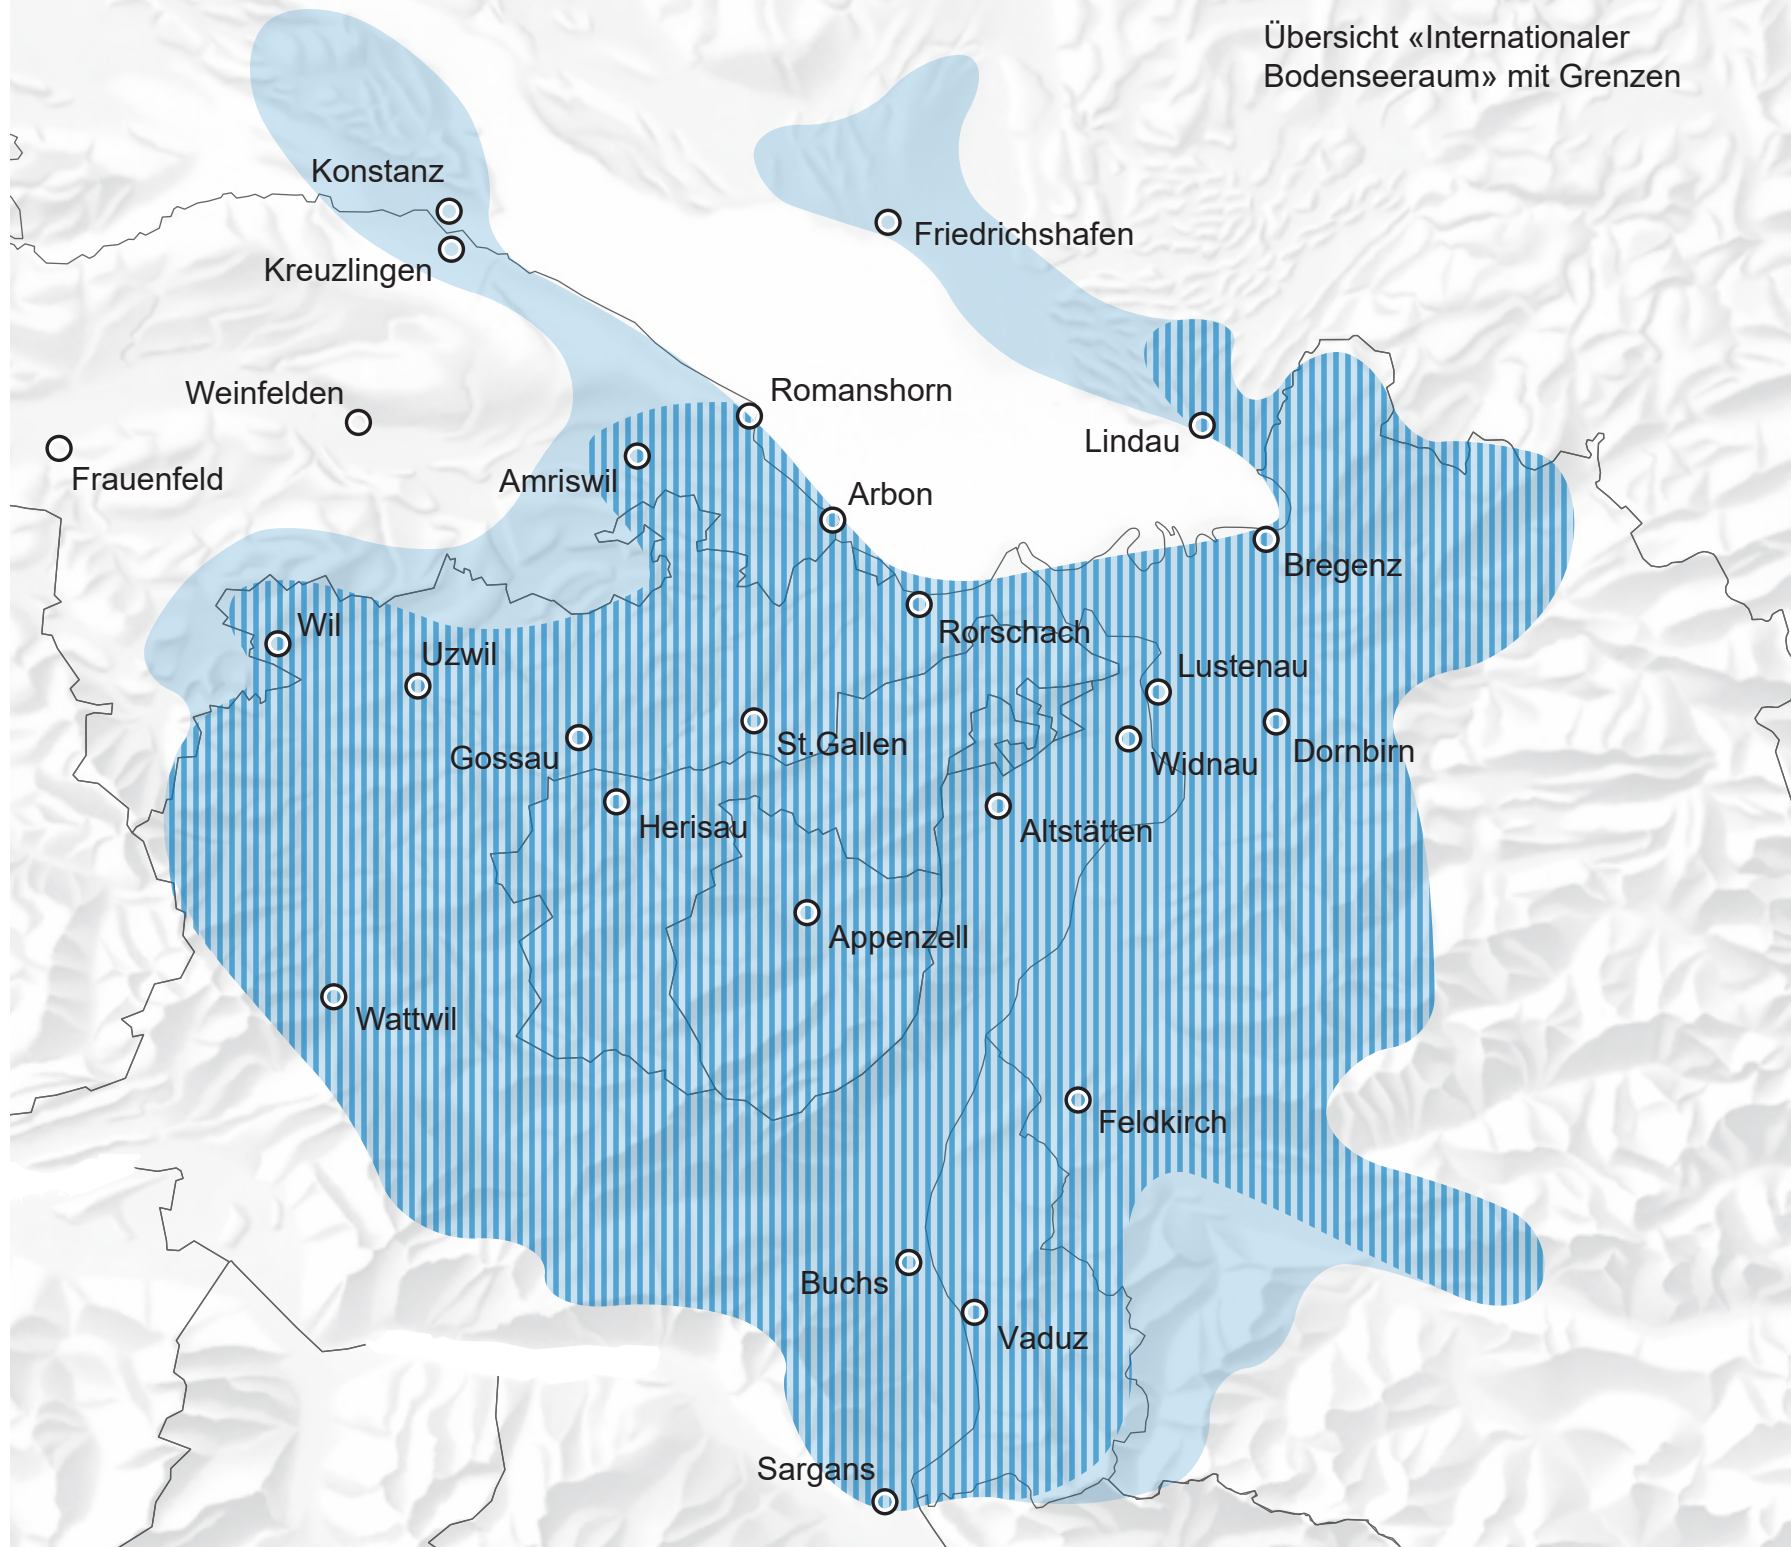 Übersicht «Internationaler
Bodenseeraum» mit Grenzen
Konstanz
Friedrichshafen
Kreuzlingen
Romanshorn
Weinfelden
Lindau
Frauenfeld
Amriswil
Arbon
Bregenz
Wil
Rorschach
Uzwil
Lustenau
St.Gallen
Gossau
Widnau
Dornbirn
Herisau
Altstätten
Appenzell
Wattwil
Feldkirch
Buchs
Vaduz
Sargans